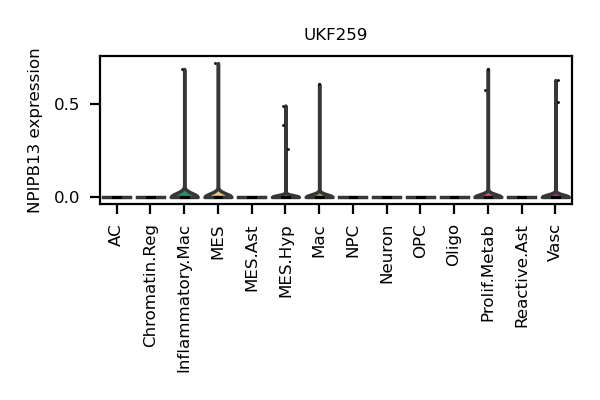 UKF259
NPIPB13 expression
0.5
0.0
AC
Chromatin.Reg
Inflammatory.Mac
MES
MES.Ast
MES.Hyp
Mac
NPC
Neuron
OPC
Oligo
Prolif.Metab
Reactive.Ast
Vasc